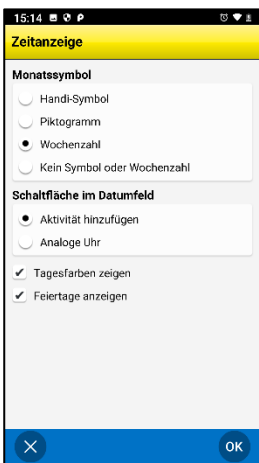 15:14
Zeitanzeige
Monatssymbol
Handi-Symbol
Piktogramm
Wochenzahl
Kein Symbol oder Wochenzahl
Schaltfläche im Datumfeld
Aktivität hinzufügen
Analoge Uhr
Tagesfarben zeigen
Feiertage anzeigen
OK